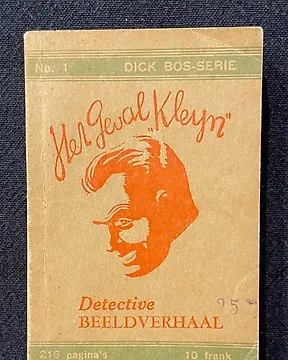 No. 1 DICK BOS-SERIE
Het Geval "Kleyn"
Detective
BEELDVERHAAL
95 -
216 pagina's 10 frank